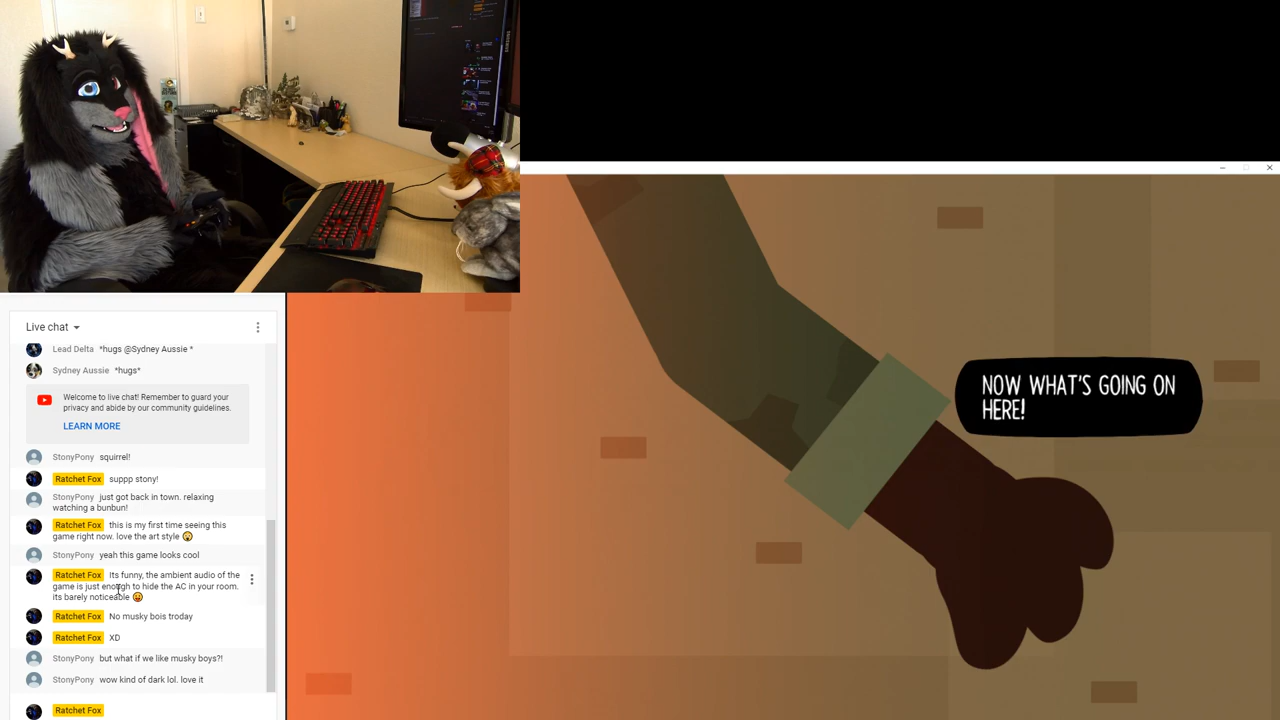 SAMSUNG
Live chat
Lead Delta *hugs @Sydney Aussie *
Sydney Aussie *hugs*
Welcome to live chat! Remember to guard your
privacy and abide by our community guidelines.
LEARN MORE
StonyPony squirrel!
Ratchet Fox suppp stony!
StonyPony just got back in town. relaxing
watching a bunbun!
Ratchet Fox this is my first time seeing this
game right now. love the art style
StonyPony yeah this game looks cool
Ratchet Fox Its funny, the ambient audio of the
game is just enough to hide the AC in your room.
its barely noticeable
Ratchet Fox No musky bois troday
Ratchet Fox XD
StonyPony but what if we like musky boys?!
StonyPony wow kind of dark lol. love it
Ratchet Fox
NOW WHAT'S GOING ON
HERE!